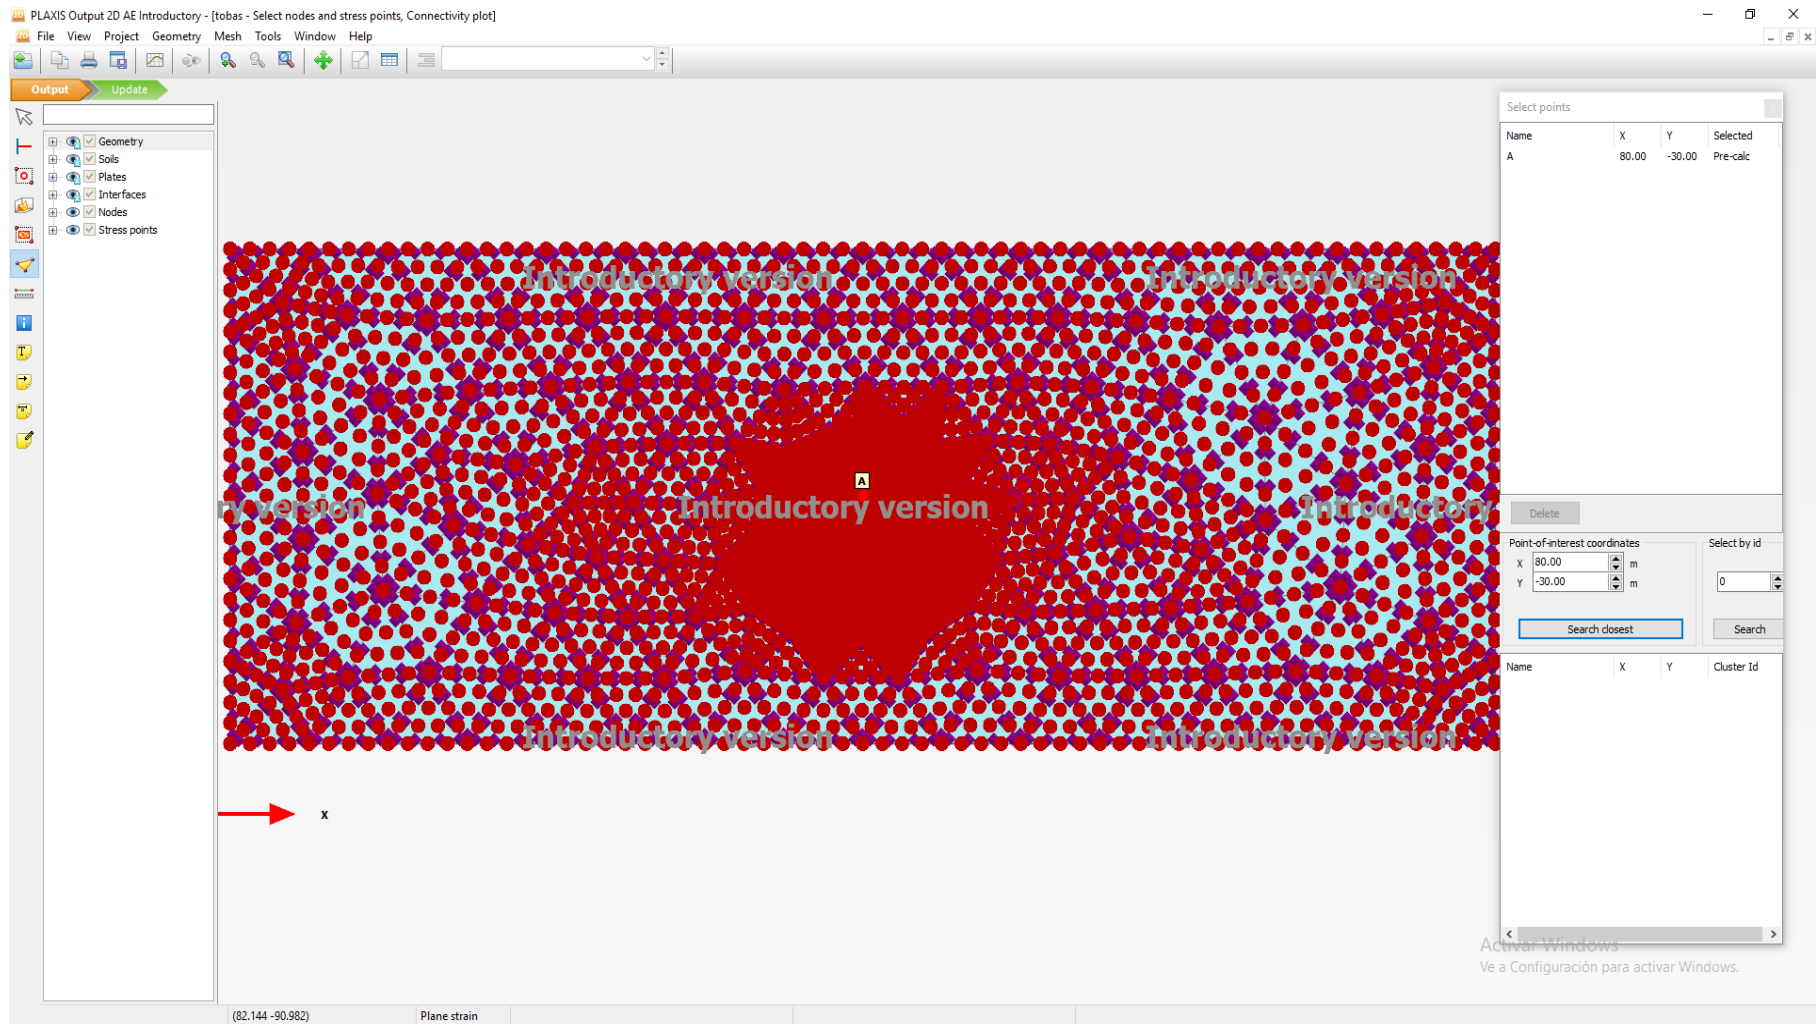 PLAXIS Output 2D AE Introductory - [tobas - Select nodes and stress points, Connectivity plot]
File View Project Geometry Mesh Tools Window Help
Output Update
Geometry
Soils
Plates
Interfaces
Nodes
Stress points
Introductory version Introductory version
A
ry version Introductory version Introductory
Introductory version Introductory version
x
Select points
Name X Y Selected
A 80.00 -30.00 Pre-calc
Delete
Point-of-interest coordinates Select by id
X 80.00 m
Y -30.00 m 0
Search closest Search
Name X Y Cluster Id
Activar Windows
Ve a Configuración para activar Windows.
(82.144 -90.982) Plane strain